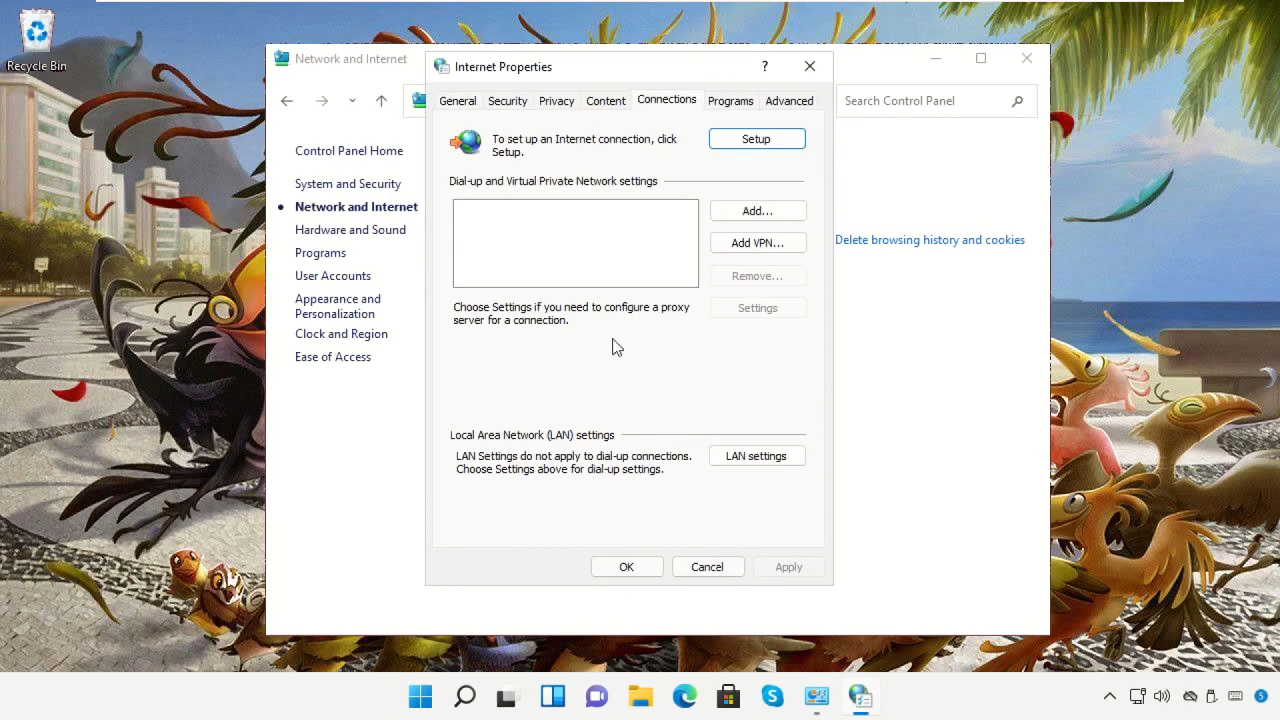 Recycle Bin
Network and Internet
Search Control Panel
Control Panel Home
System and Security
Network and Internet
Hardware and Sound
Programs
User Accounts
Appearance and
Personalization
Clock and Region
Ease of Access
Delete browsing history and cookies
Internet Properties
?
General Security Privacy Content Connections Programs Advanced
To set up an Internet connection, click
Setup.
Setup
Dial-up and Virtual Private Network settings
Add...
Add VPN...
Remove...
Choose Settings if you need to configure a proxy
server for a connection.
Settings
Local Area Network (LAN) settings
LAN Settings do not apply to dial-up connections.
Choose Settings above for dial-up settings.
LAN settings
OK Cancel Apply
5